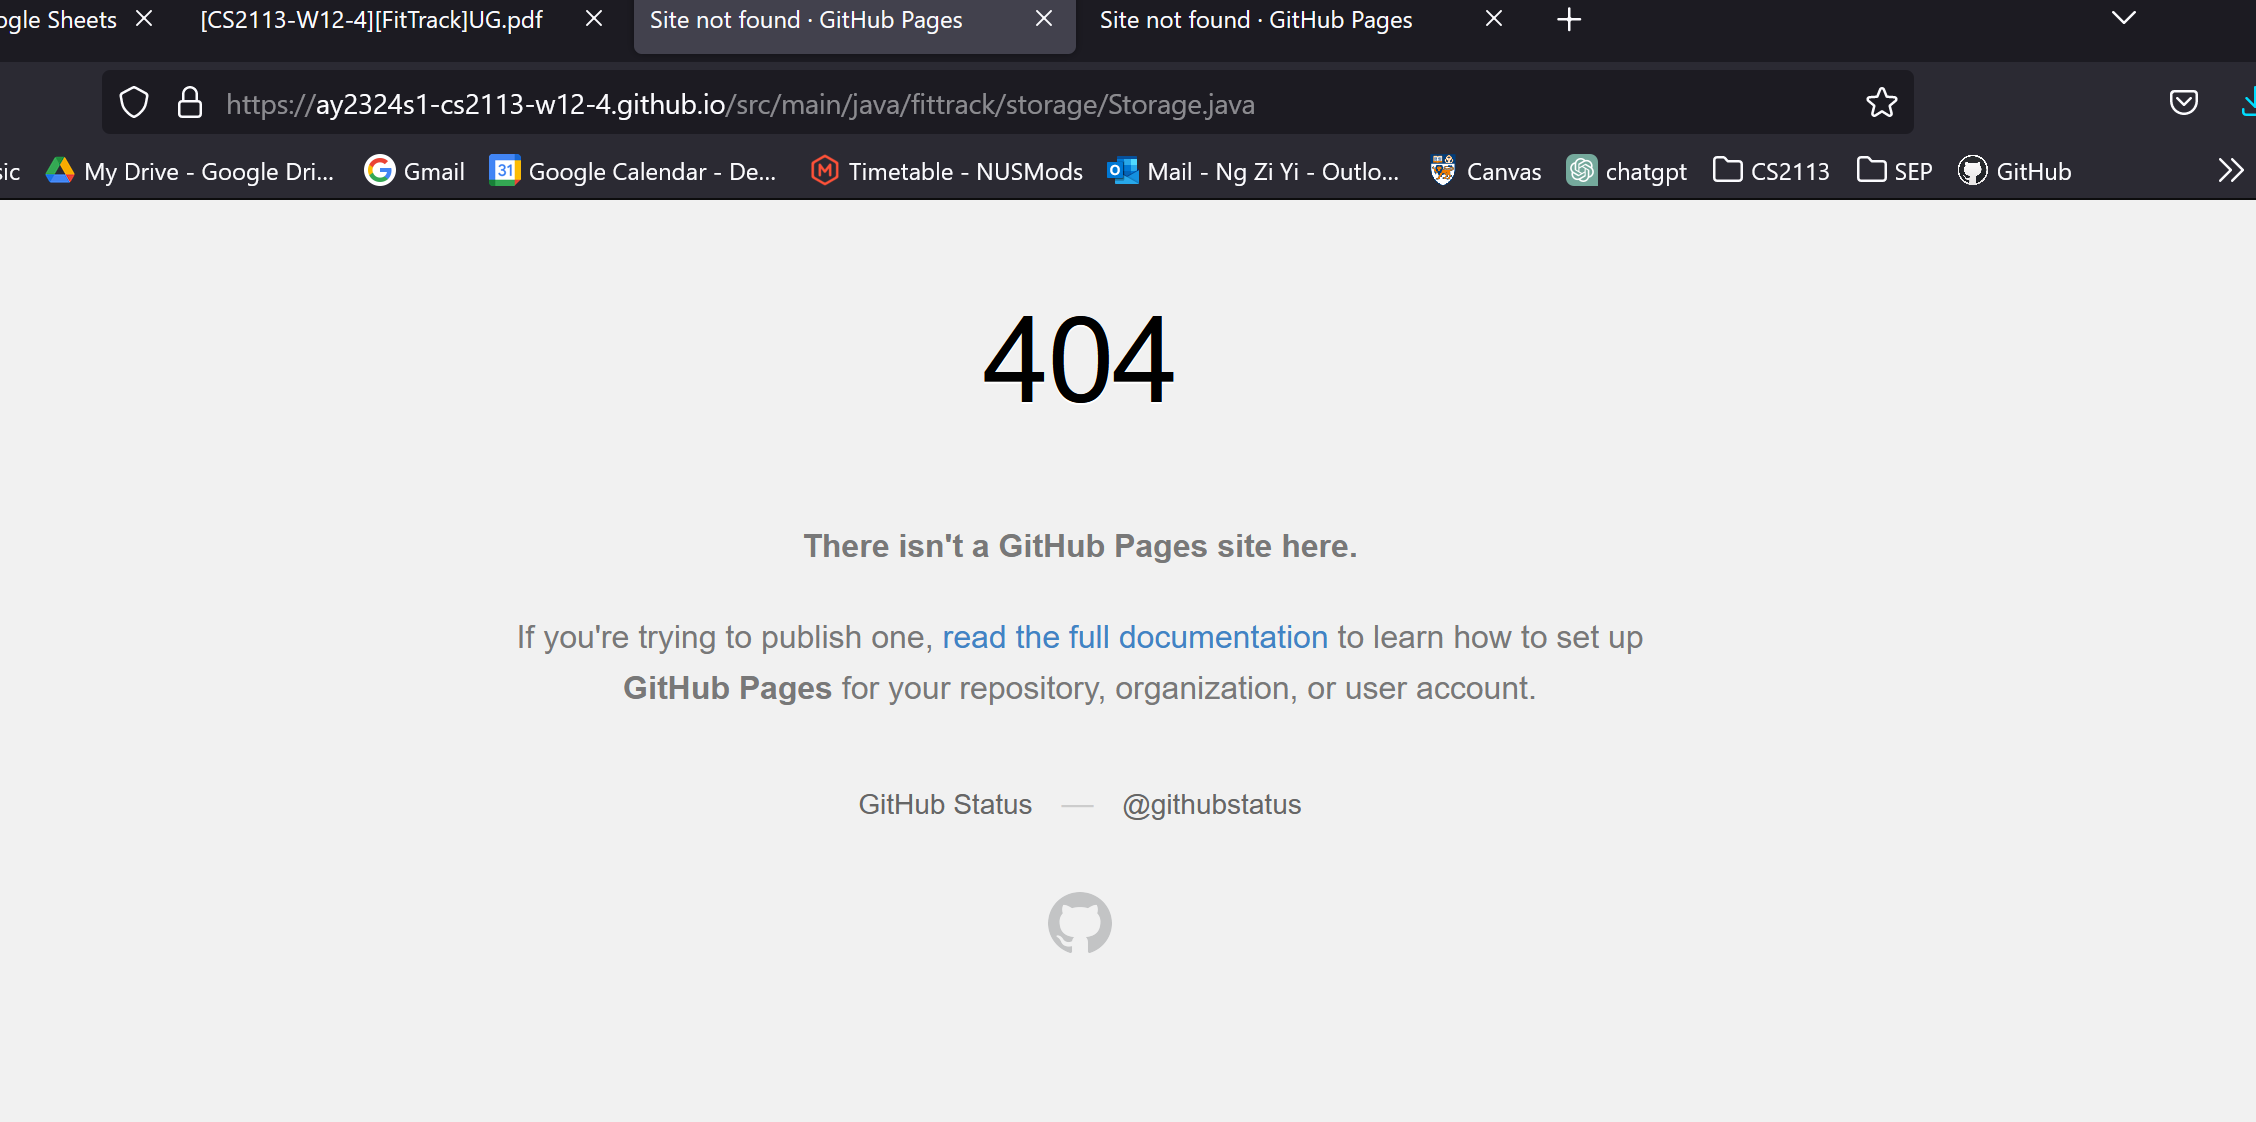 ogle Sheets [CS2113-W12-4][FitTrack]UG.pdf Site not found · GitHub Pages Site not found · GitHub Pages
https://ay2324s1-cs2113-w12-4.github.io/src/main/java/fittrack/storage/Storage.java
sic My Drive - Google Dri... Gmail 31 Google Calendar - De... Timetable - NUSMods Mail - Ng Zi Yi - Outlo... Canvas chatgpt CS2113 SEP GitHub
404
There isn't a GitHub Pages site here.
If you're trying to publish one, read the full documentation to learn how to set up
GitHub Pages for your repository, organization, or user account.
GitHub Status — @githubstatus